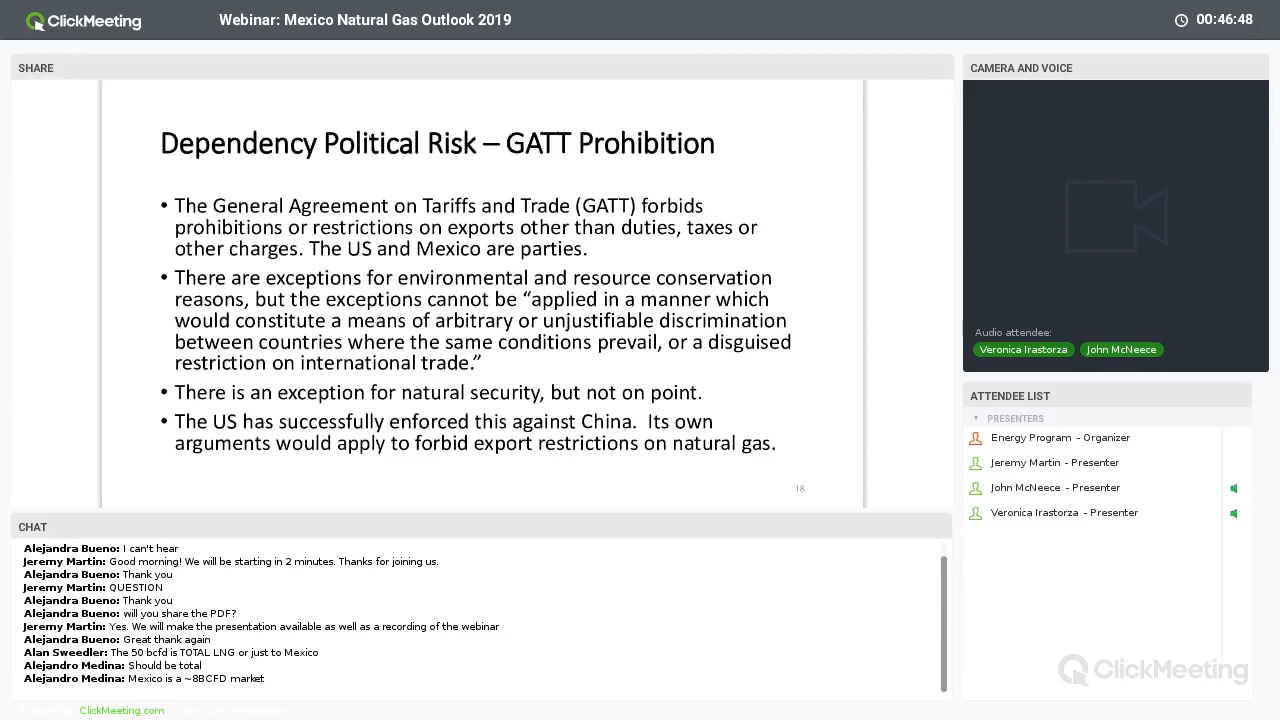 ClickMeeting
Webinar: Mexico Natural Gas Outlook 2019
00:46:48
SHARE
Dependency Political Risk – GATT Prohibition
• The General Agreement on Tariffs and Trade (GATT) forbids
prohibitions or restrictions on exports other than duties, taxes or
other charges. The US and Mexico are parties.
• There are exceptions for environmental and resource conservation
reasons, but the exceptions cannot be “applied in a manner which
would constitute a means of arbitrary or unjustifiable discrimination
between countries where the same conditions prevail, or a disguised
restriction on international trade.”
• There is an exception for natural security, but not on point.
• The US has successfully enforced this against China. Its own
arguments would apply to forbid export restrictions on natural gas.
18
CHAT
Alejandra Bueno: I can't hear
Jeremy Martin: Good morning! We will be starting in 2 minutes. Thanks for joining us.
Alejandra Bueno: Thank you
Jeremy Martin: QUESTION
Alejandra Bueno: Thank you
Alejandra Bueno: will you share the PDF?
Jeremy Martin: Yes. We will make the presentation available as well as a recording of the webinar
Alejandra Bueno: Great thank again
Alan Sweedler: The 50 bcfd is TOTAL LNG or just to Mexico
Alejandro Medina: Should be total
Alejandro Medina: Mexico is a ~8BCFD market
CAMERA AND VOICE
Audio attendee:
Veronica Irastorza John McNeece
ATTENDEE LIST
PRESENTERS
Energy Program - Organizer
Jeremy Martin - Presenter
John McNeece - Presenter
Veronica Irastorza - Presenter
ClickMeeting
ClickMeeting.com